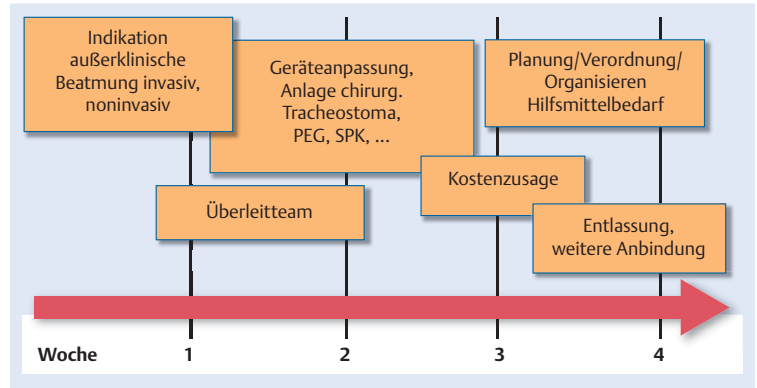 Indikation
außerklinische
Beatmung invasiv,
noninvasiv
Geräteanpassung,
Anlage chirurg.
Tracheostoma,
PEG, SPK, ...
Planung/Verordnung/
Organisieren
Hilfsmittelbedarf
Überleitteam
Kostenzusage
Entlassung,
weitere Anbindung
Woche 1 2 3 4